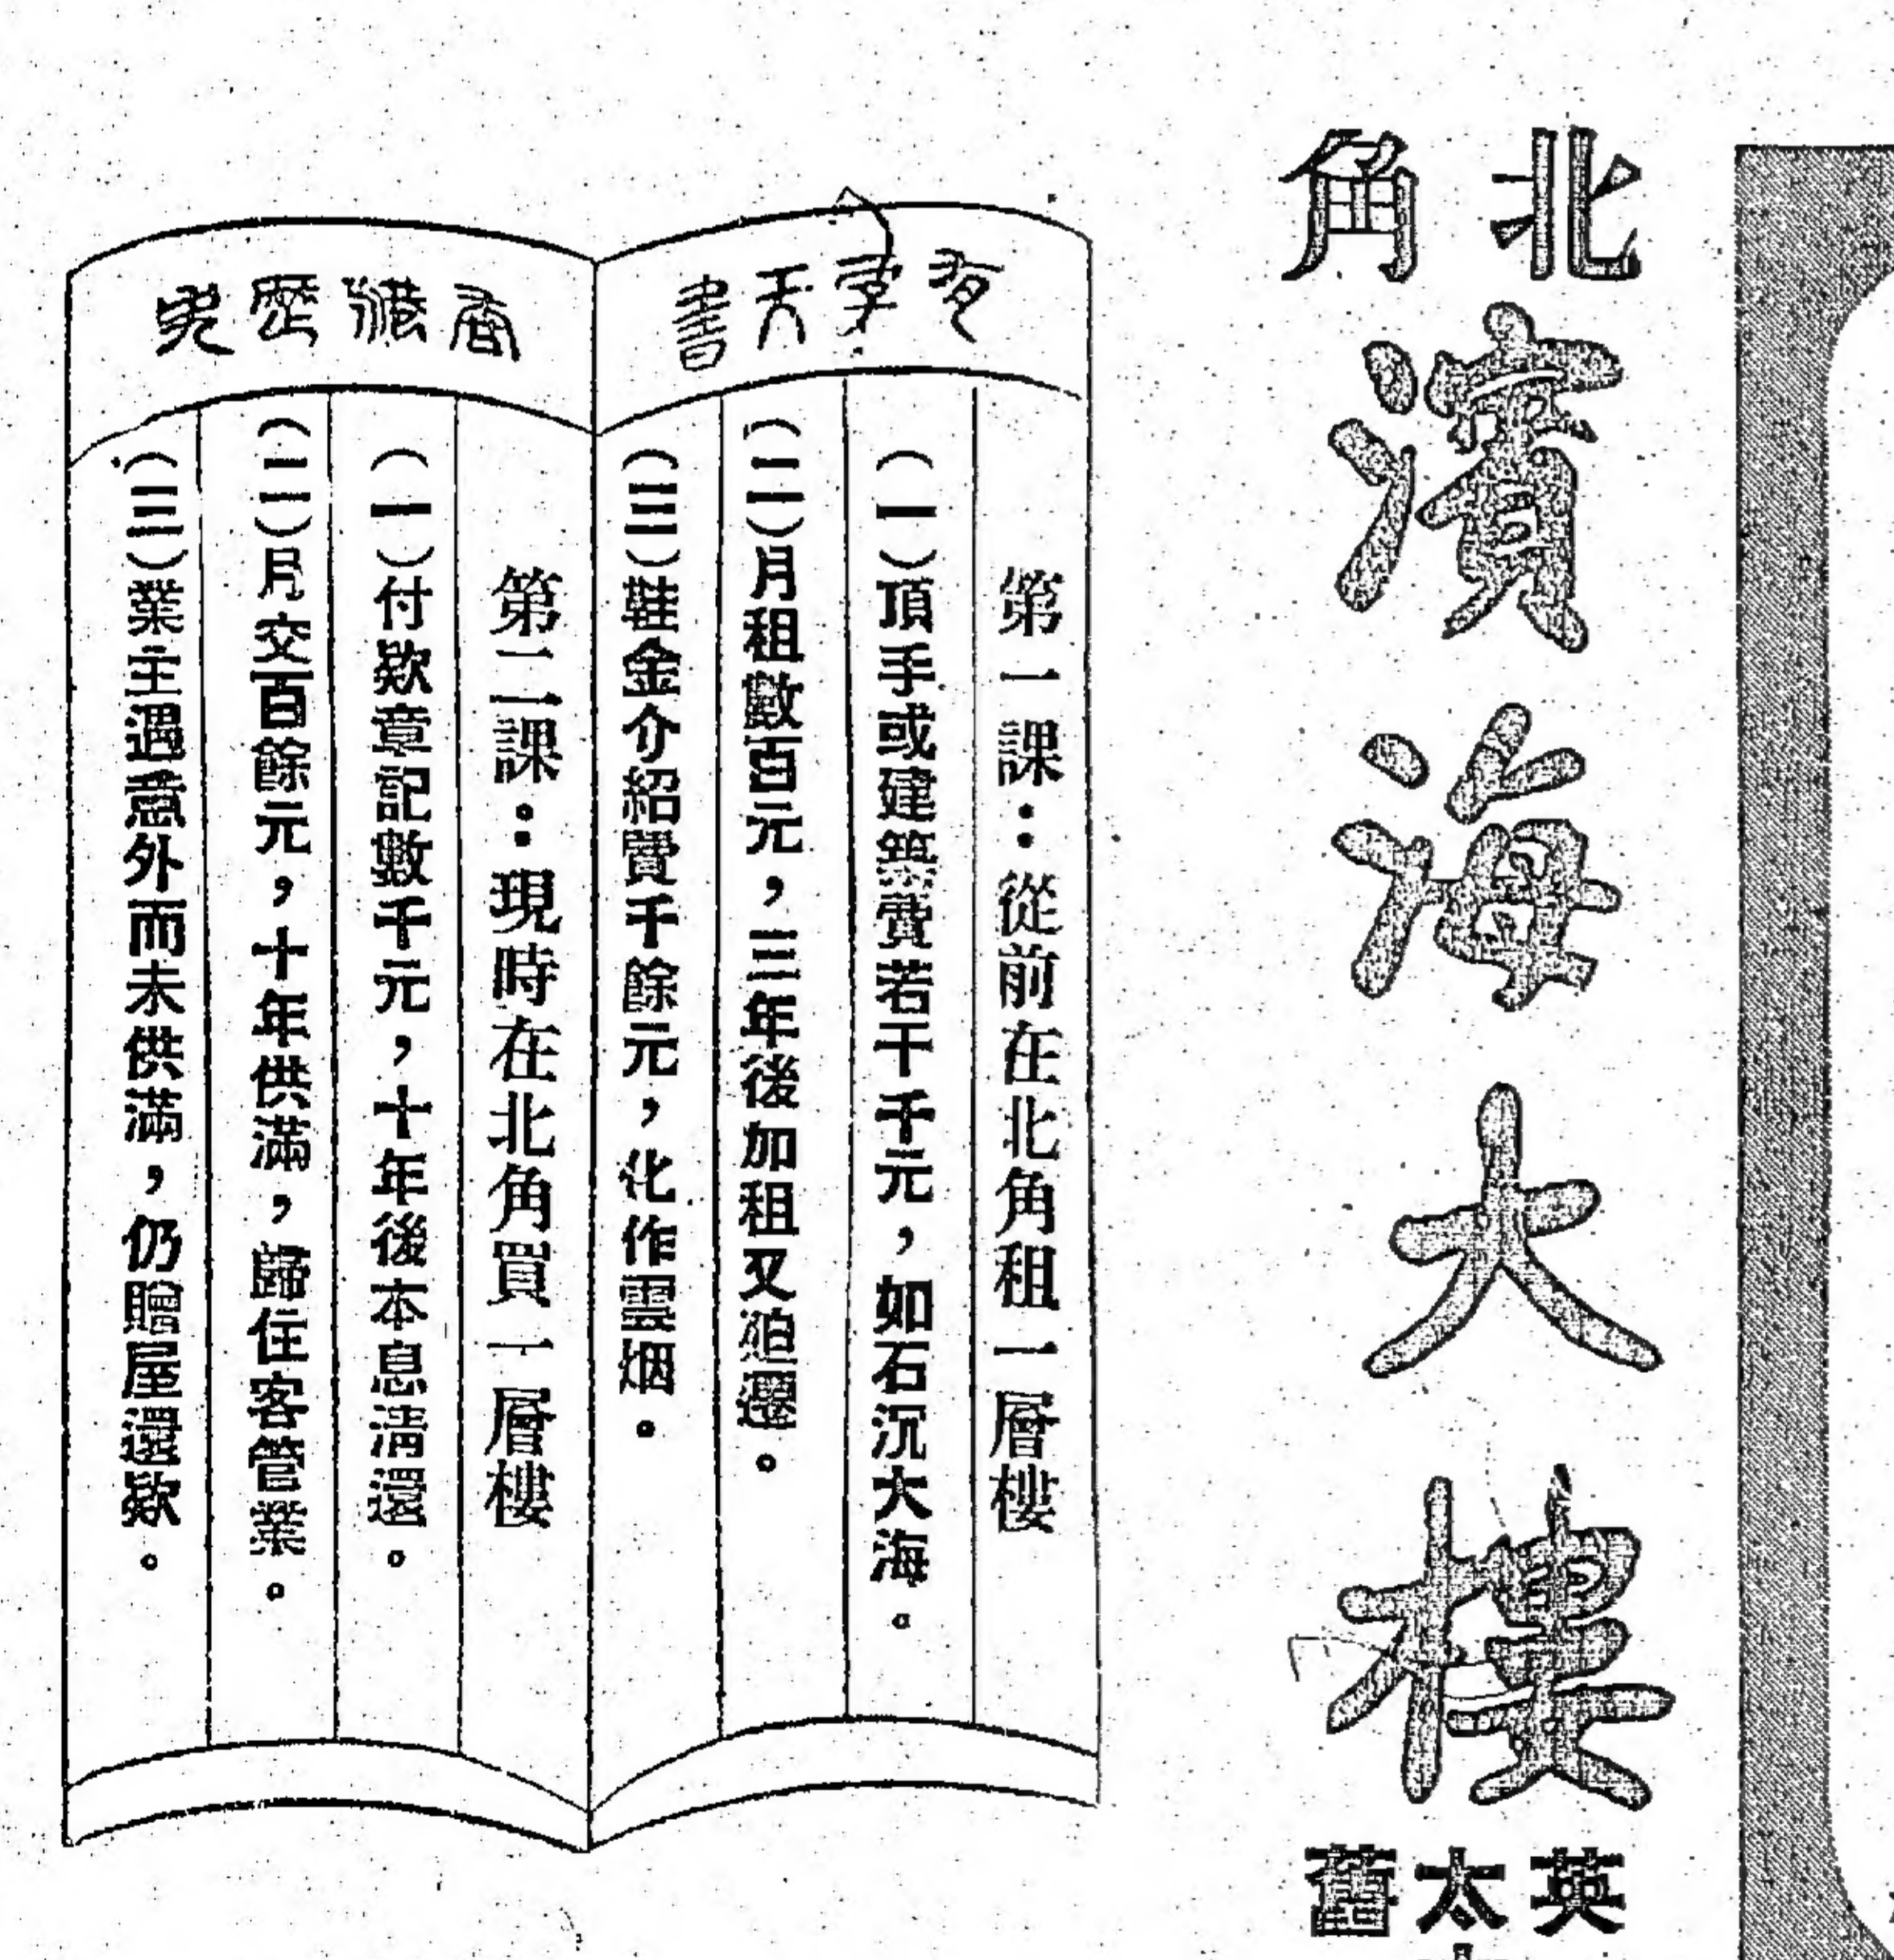 北角
濱海大樓
英太舊
有字天書
第一課：從前在北角租一層樓
（一）頂手或建築費若干千元，如石沉大海。
（二）月租數百元，三年後加租又迫遷。
（三）鞋金介紹費千餘元，化作雲烟。
香港歷史
第二課：現時在北角買一層樓
（一）付欵章記數千元，十年後本息清還。
（二）月交百餘元，十年供滿，歸住客管業。
（三）業主遇意外而未供滿，仍贈屋還欵。